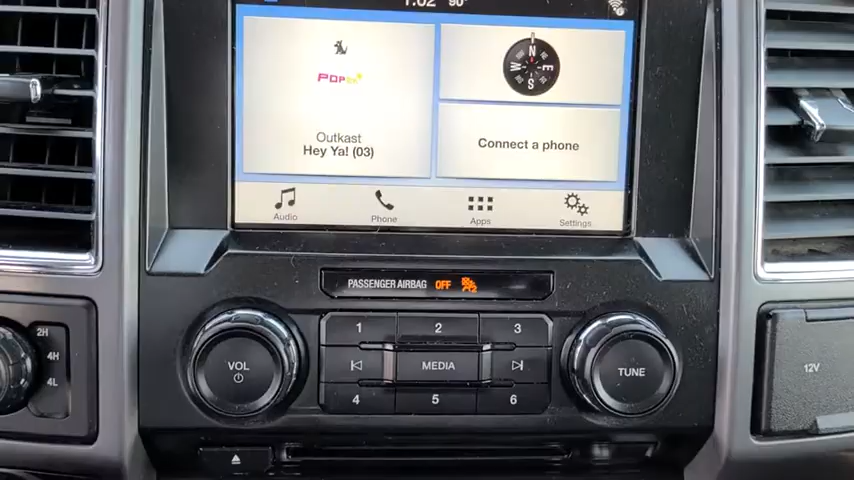 1:02 90°
POPROCKS
N
W E
S
Outkast
Hey Ya! (03)
Connect a phone
Audio Phone Apps Settings
PASSENGER AIRBAG OFF
2H
4H
4L
VOL
1 2 3
MEDIA
4 5 6
TUNE
12V